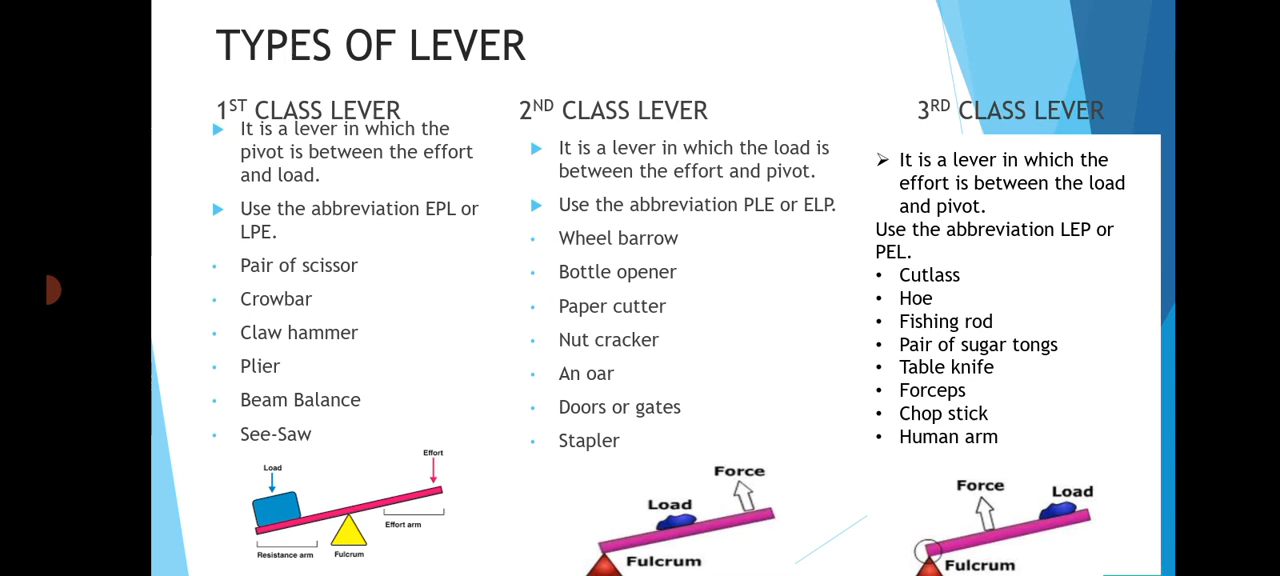 TYPES OF LEVER
1ST CLASS LEVER
It is a lever in which the
pivot is between the effort
and load.
Use the abbreviation EPL or
LPE.
Pair of scissor
Crowbar
Claw hammer
Plier
Beam Balance
See-Saw
Load
Effort
Effort arm
Resistance arm
Fulcrum
2ND CLASS LEVER
It is a lever in which the load is
between the effort and pivot.
Use the abbreviation PLE or ELP.
Wheel barrow
Bottle opener
Paper cutter
Nut cracker
An oar
Doors or gates
Stapler
Force
Load
Fulcrum
3RD CLASS LEVER
It is a lever in which the
effort is between the load
and pivot.
Use the abbreviation LEP or
PEL.
Cutlass
Hoe
Fishing rod
Pair of sugar tongs
Table knife
Forceps
Chop stick
Human arm
Force
Load
Fulcrum